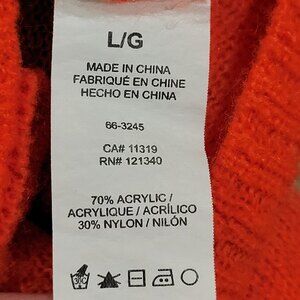 L/G
MADE IN CHINA
FABRIQUÉ EN CHINE
HECHO EN CHINA
66-3245
CA# 11319
RN# 121340
70% ACRYLIC /
ACRYLIQUE / ACRÍLICO
30% NYLON / NILÓN